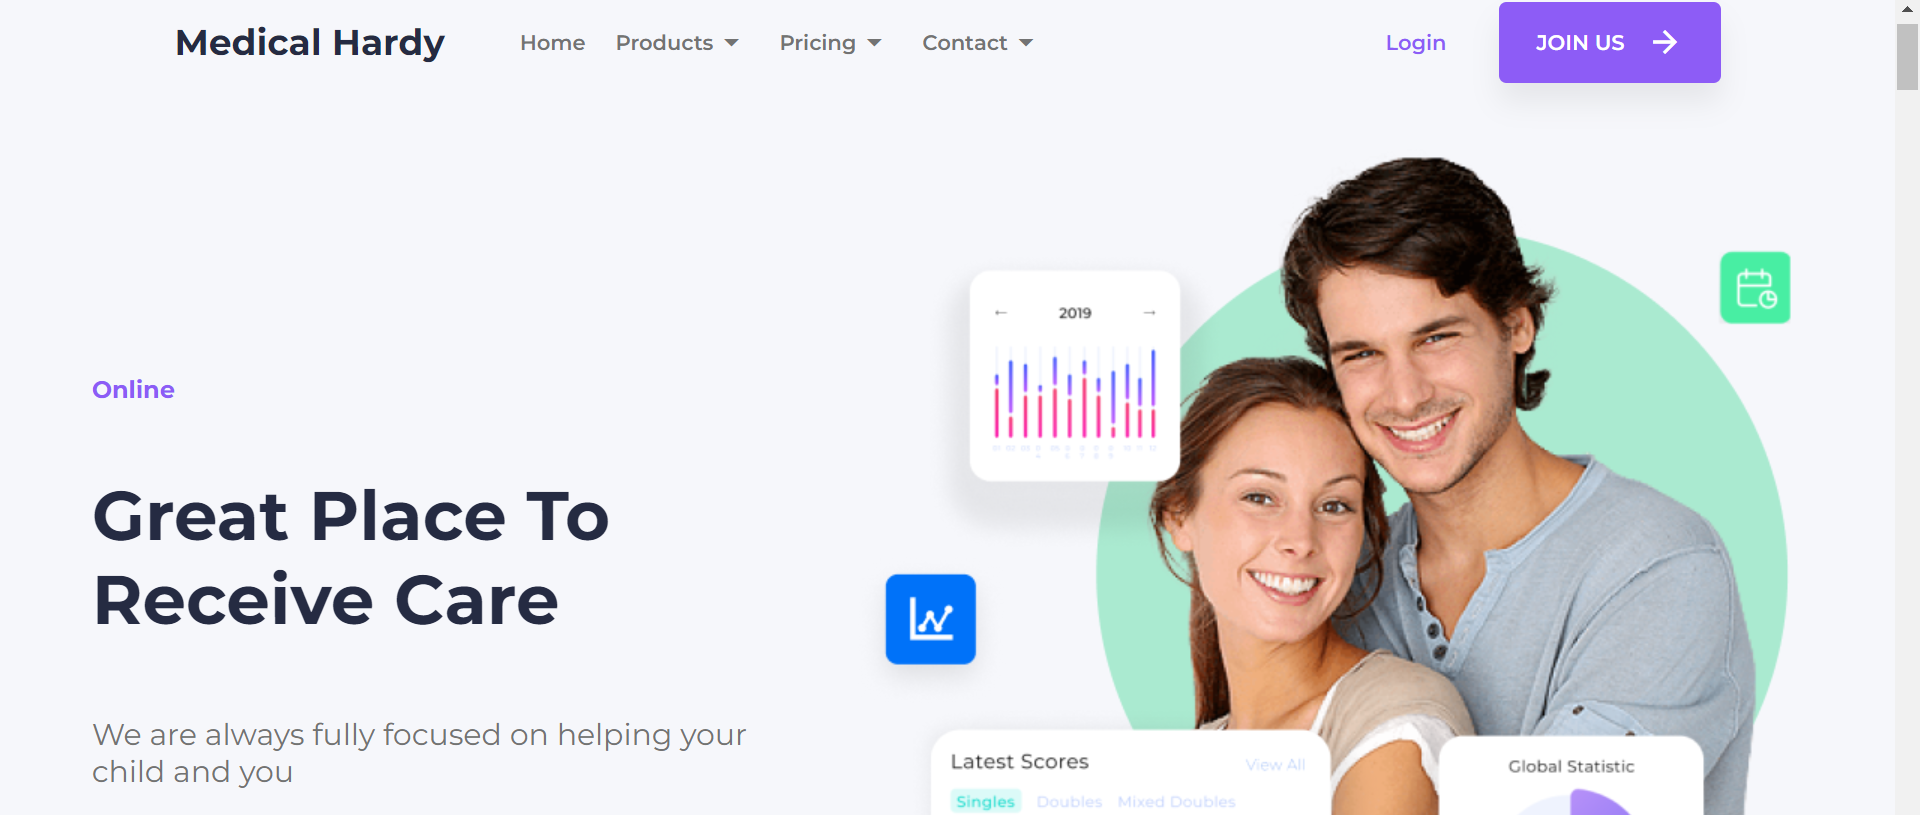 Medical Hardy
Home Products Pricing Contact
Login
JOIN US
2019
Online
Great Place To
Receive Care
We are always fully focused on helping your
child and you
Latest Scores
View All
Singles Doubles Mixed Doubles
Global Statistic